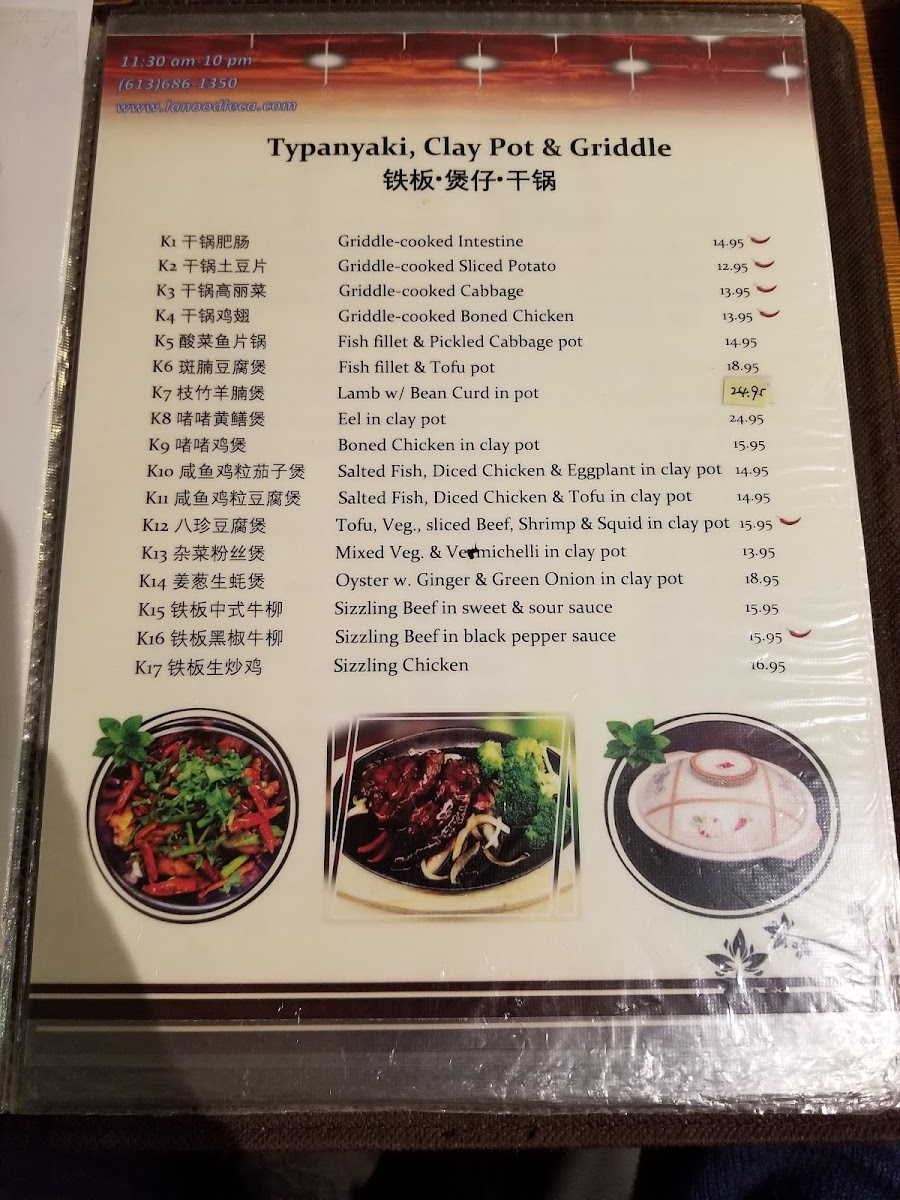 11:30 am-10 pm
(613)686-1350
www.lanoodleca.com
Typanyaki, Clay Pot & Griddle
铁板•煲仔•干锅
K1 干锅肥肠 Griddle-cooked Intestine 14.95
K2 干锅土豆片 Griddle-cooked Sliced Potato 12.95
K3 干锅高丽菜 Griddle-cooked Cabbage 13.95
K4 干锅鸡翅 Griddle-cooked Boned Chicken 13.95
K5 酸菜鱼片锅 Fish fillet & Pickled Cabbage pot 14.95
K6 斑腩豆腐煲 Fish fillet & Tofu pot 18.95
K7 枝竹羊腩煲 Lamb w/ Bean Curd in pot 24.95
K8 啫啫黄鳝煲 Eel in clay pot 24.95
K9 啫啫鸡煲 Boned Chicken in clay pot 15.95
K10 咸鱼鸡粒茄子煲 Salted Fish, Diced Chicken & Eggplant in clay pot 14.95
K11 咸鱼鸡粒豆腐煲 Salted Fish, Diced Chicken & Tofu in clay pot 14.95
K12 八珍豆腐煲 Tofu, Veg., sliced Beef, Shrimp & Squid in clay pot 15.95
K13 杂菜粉丝煲 Mixed Veg. & Vermichelli in clay pot 13.95
K14 姜葱生蚝煲 Oyster w. Ginger & Green Onion in clay pot 18.95
K15 铁板中式牛柳 Sizzling Beef in sweet & sour sauce 15.95
K16 铁板黑椒牛柳 Sizzling Beef in black pepper sauce 15.95
K17 铁板生炒鸡 Sizzling Chicken 16.95